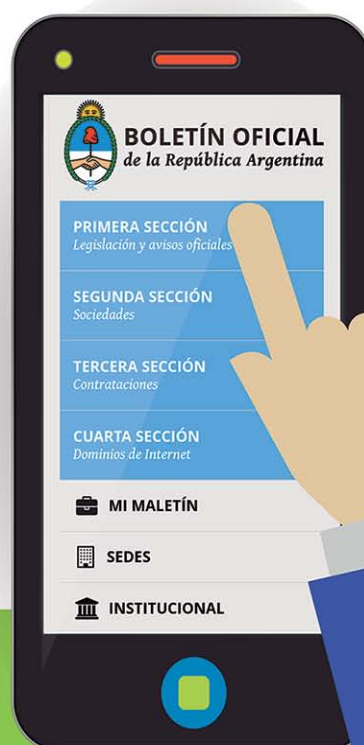 BOLETÍN OFICIAL
de la República Argentina
PRIMERA SECCIÓN
Legislación y avisos oficiales
SEGUNDA SECCIÓN
Sociedades
TERCERA SECCIÓN
Contrataciones
CUARTA SECCIÓN
Dominios de Internet
MI MALETÍN
SEDES
INSTITUCIONAL